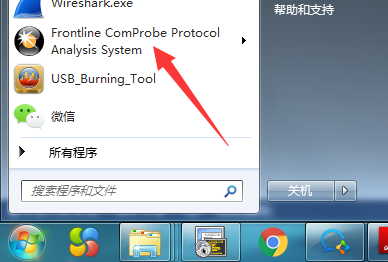 Wireshark.exe
帮助和支持
Frontline ComProbe Protocol
Analysis System
USB_Burning_Tool
微信
所有程序
搜索程序和文件
关机